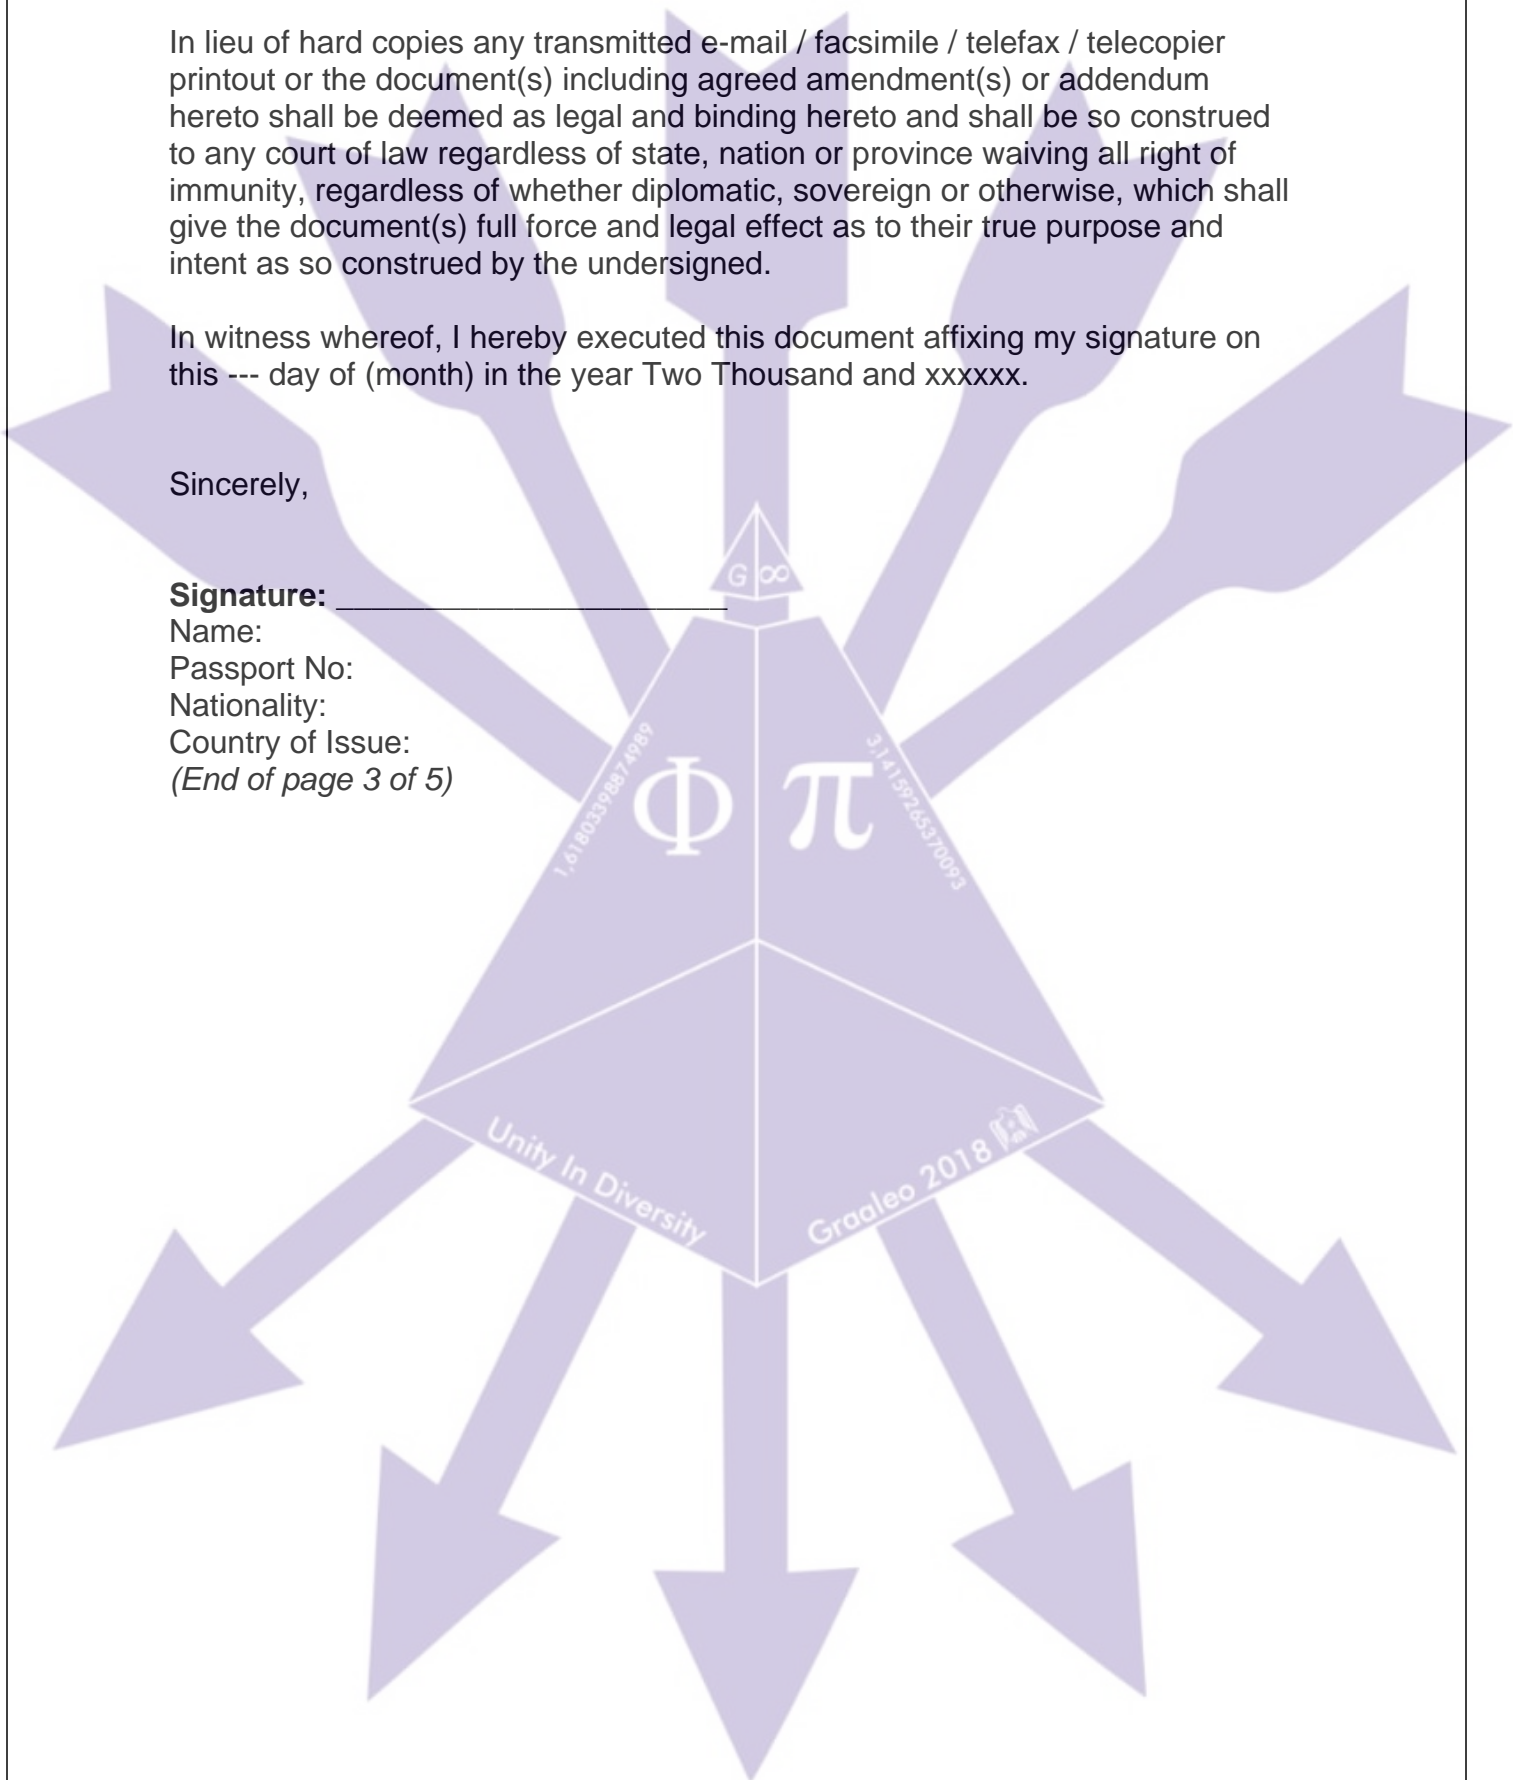 In lieu of hard copies any transmitted e-mail / facsimile / telefax / telecopier
printout or the document(s) including agreed amendment(s) or addendum
hereto shall be deemed as legal and binding hereto and shall be so construed
to any court of law regardless of state, nation or province waiving all right of
immunity, regardless of whether diplomatic, sovereign or otherwise, which shall
give the document(s) full force and legal effect as to their true purpose and
intent as so construed by the undersigned.
In witness whereof, I hereby executed this document affixing my signature on
this --- day of (month) in the year Two Thousand and xxxxxx.
Sincerely,
G ∞
Signature: ______________________
Name:
Passport No:
Nationality:
Country of Issue:
(End of page 3 of 5)
1,61803398874989
Φ π
3,14159265370093
Unity In Diversity
Graaleo 2018